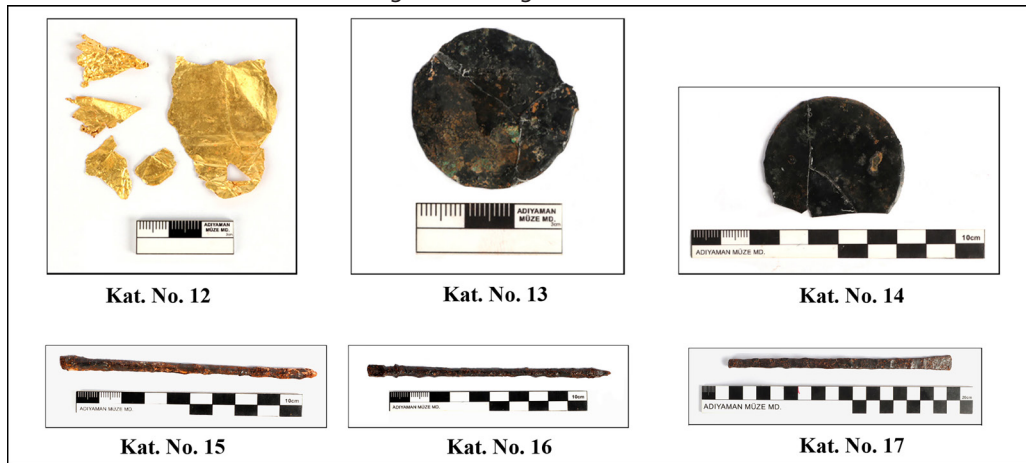 ADIYAMAN
MÜZE MD.
ADIYAMAN
MÜZE MD.
10cm
ADIYAMAN MÜZE MD.
Kat. No. 12
Kat. No. 13
Kat. No. 14
10cm
ADIYAMAN MÜZE MD.
10cm
ADIYAMAN MÜZE MD.
ADIYAMAN MÜZE MD.
Kat. No. 15
Kat. No. 16
Kat. No. 17